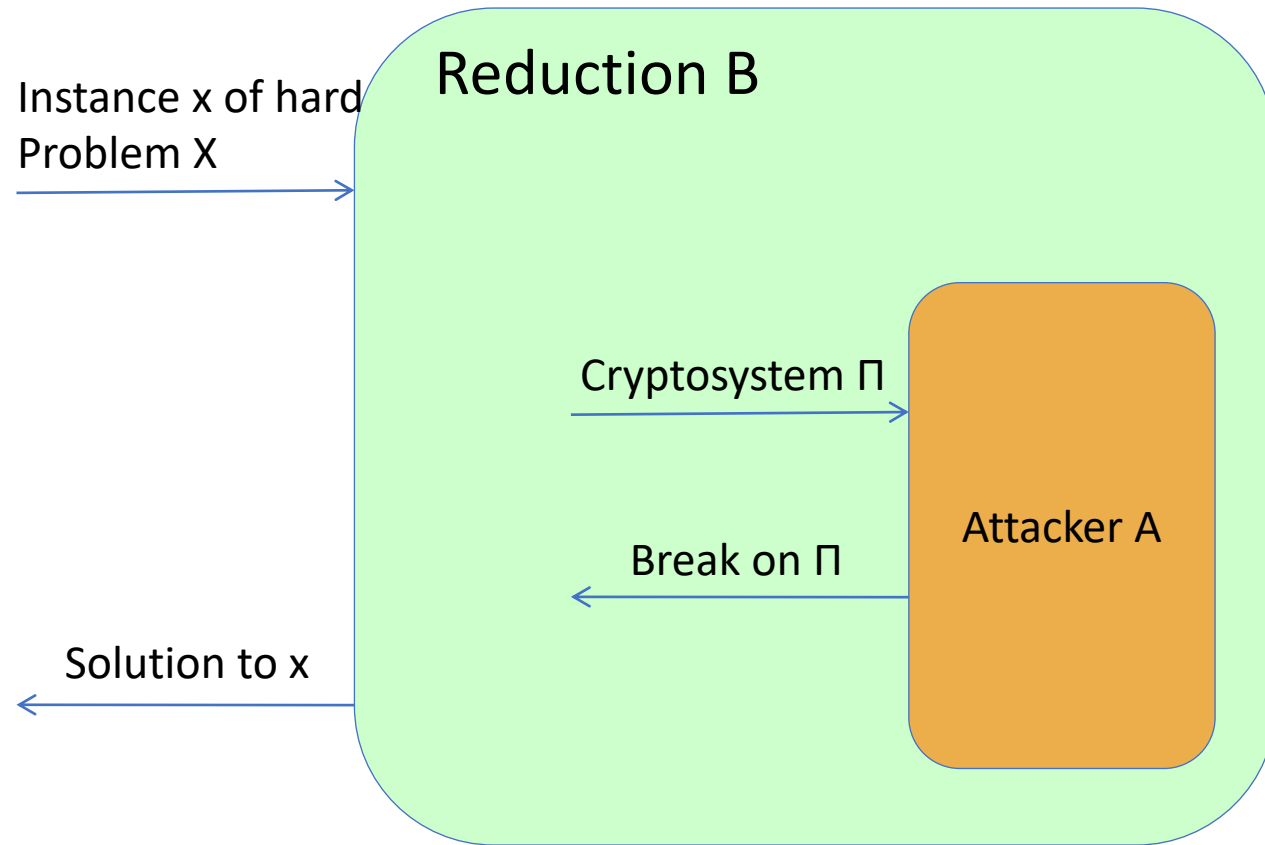 Reduction B
Instance x of hard
Problem X
Cryptosystem Π
Attacker A
Break on Π
Solution to x